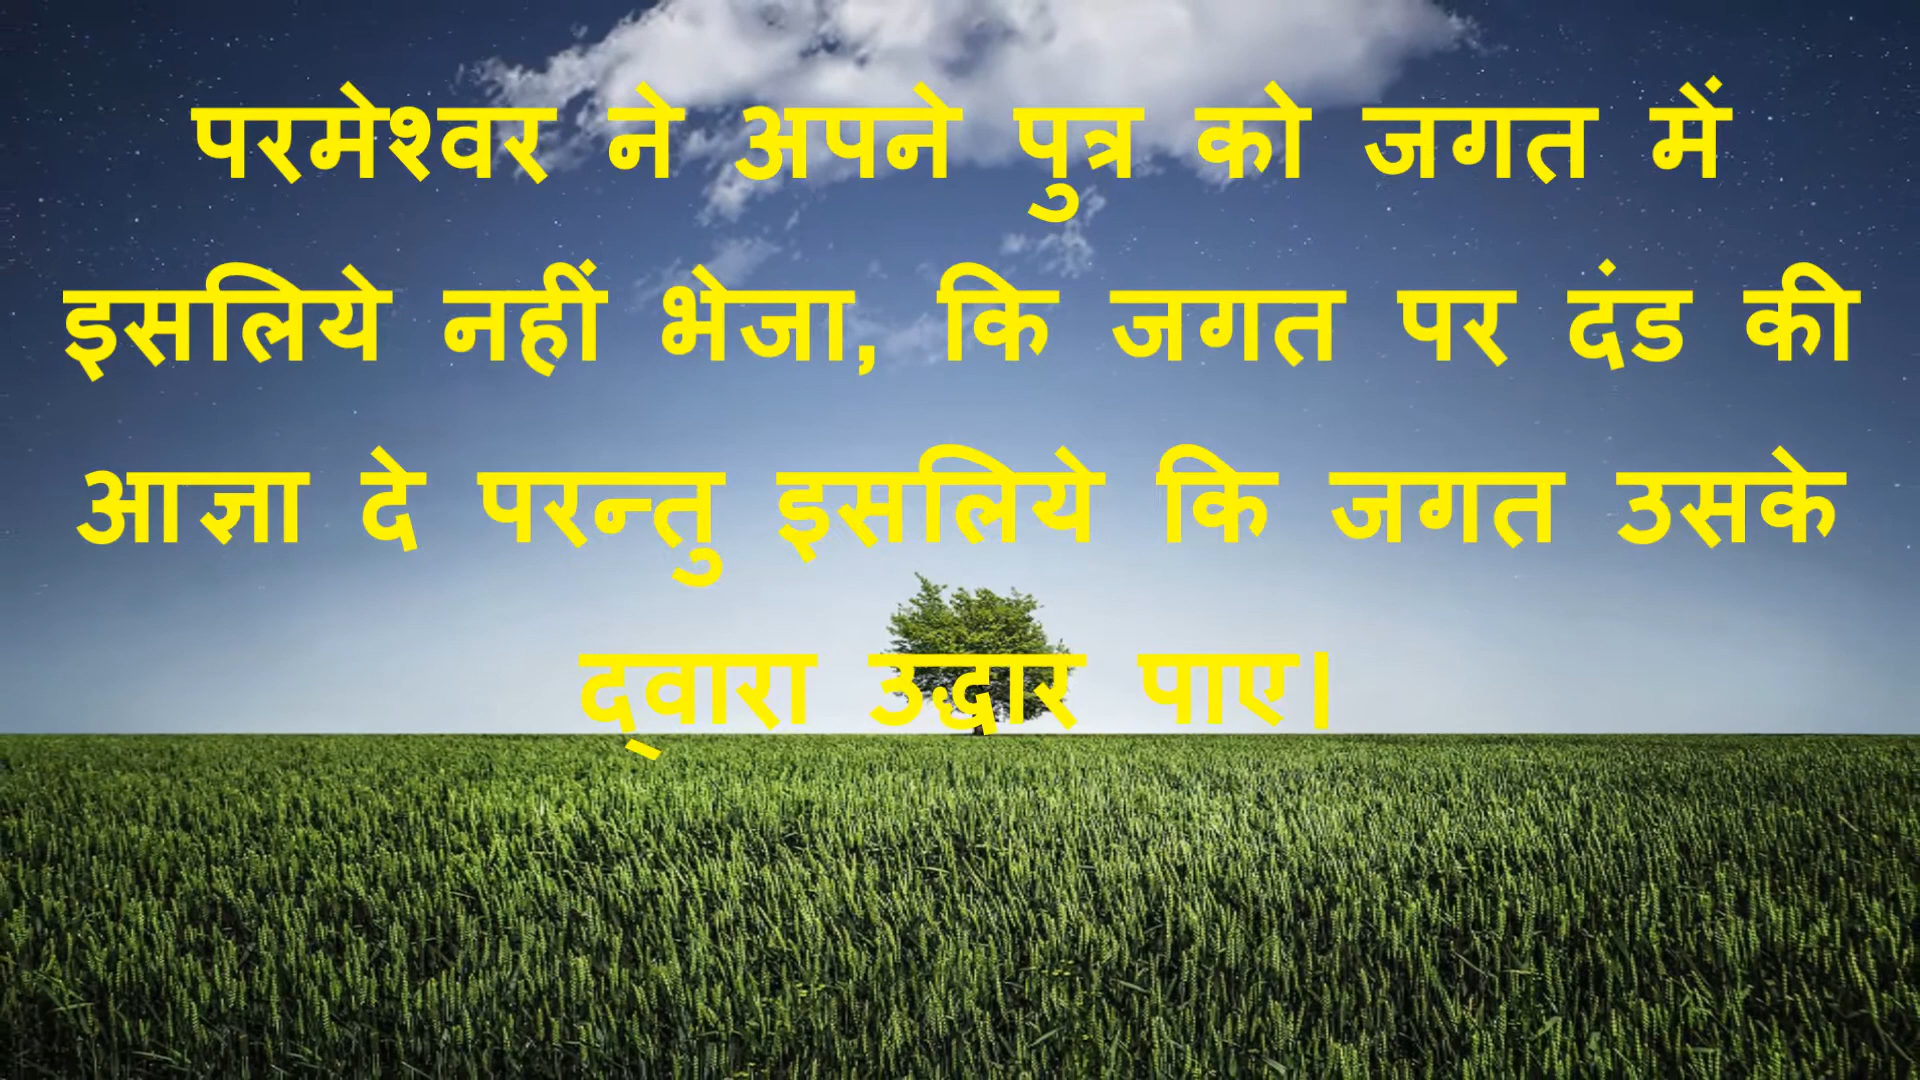 परमेश्वर ने अपने पुत्र को जगत में
इसलिये नहीं भेजा, कि जगत पर दंड की
आज्ञा दे परन्तु इसलिये कि जगत उसके
द्‌वारा उद्धार पाए।